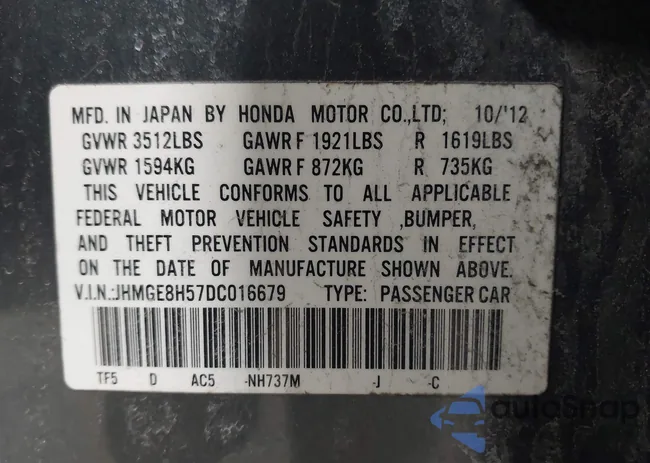 MFD. IN JAPAN BY HONDA MOTOR CO.,LTD; 10/'12
GVWR 3512LBS GAWR F 1921LBS R 1619LBS
GVWR 1594KG GAWR F 872KG R 735KG
THIS VEHICLE CONFORMS TO ALL APPLICABLE
FEDERAL MOTOR VEHICLE SAFETY ,BUMPER,
AND THEFT PREVENTION STANDARDS IN EFFECT
ON THE DATE OF MANUFACTURE SHOWN ABOVE.
V.I.N.:JHMGE8H57DC016679 TYPE: PASSENGER CAR
TF5 D AC5 -NH737M -J -C
autoSnap